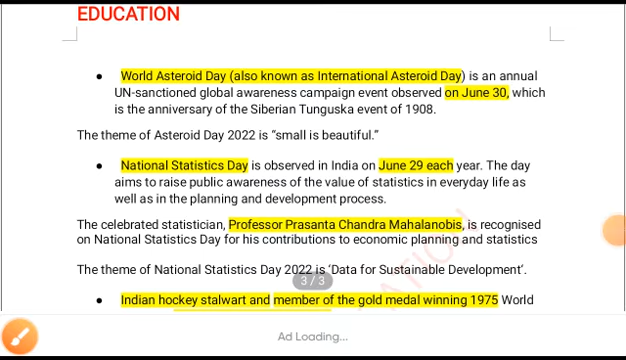 EDUCATION
● World Asteroid Day (also known as International Asteroid Day) is an annual
UN-sanctioned global awareness campaign event observed on June 30, which
is the anniversary of the Siberian Tunguska event of 1908.
The theme of Asteroid Day 2022 is “small is beautiful.”
● National Statistics Day is observed in India on June 29 each year. The day
aims to raise public awareness of the value of statistics in everyday life as
well as in the planning and development process.
The celebrated statistician, Professor Prasanta Chandra Mahalanobis, is recognised
on National Statistics Day for his contributions to economic planning and statistics
The theme of National Statistics Day 2022 is ‘Data for Sustainable Development’.
3 / 3
● Indian hockey stalwart and member of the gold medal winning 1975 World
Ad Loading...